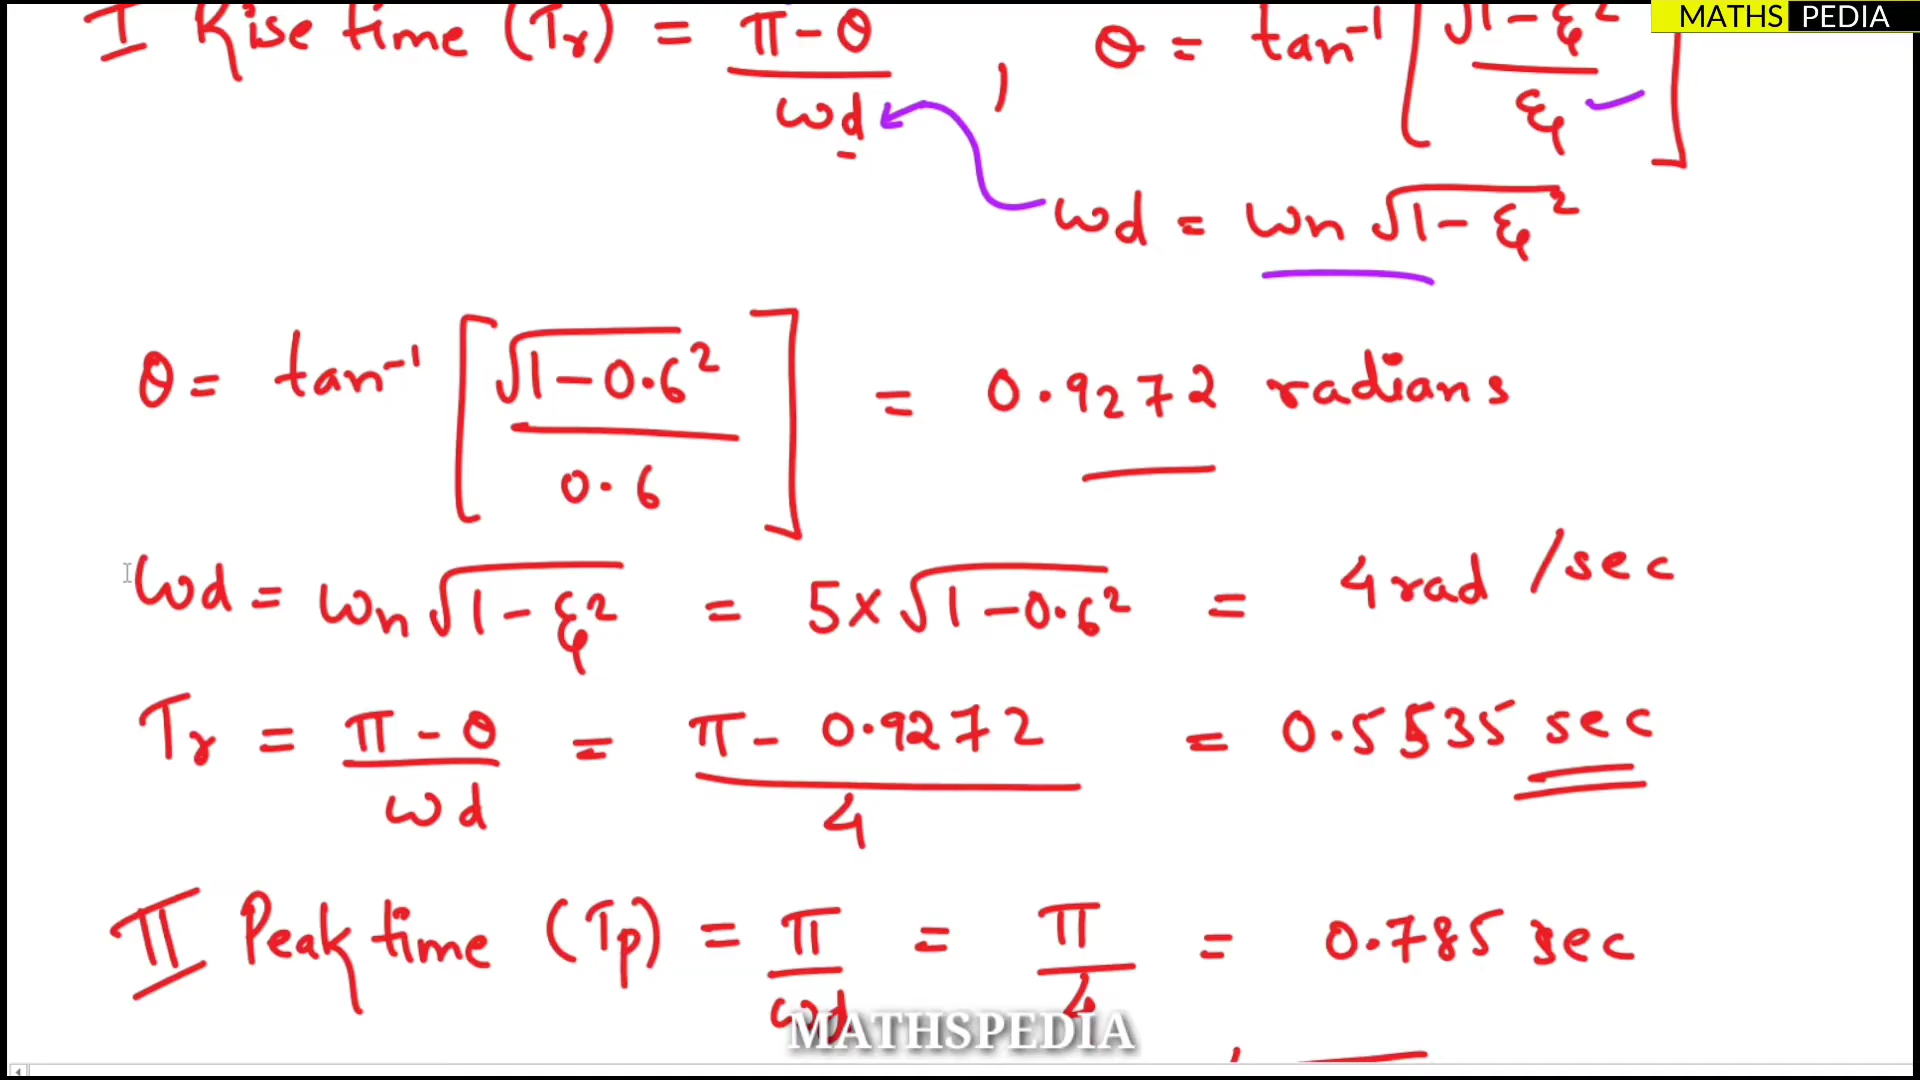 MATHS PEDIA
I Rise time (Tr) = π - θ / ωd , θ = tan⁻¹ [ √1-ξ² / ξ ]
ωd = ωn √1-ξ²
θ = tan⁻¹ [ √1-0.6² / 0.6 ] = 0.9272 radians
ωd = ωn √1-ξ² = 5 x √1-0.6² = 4 rad/sec
Tr = π - θ / ωd = π - 0.9272 / 4 = 0.5535 sec
II Peak time (Tp) = π / ωd = π / 4 = 0.785 sec
MATHSPEDIA